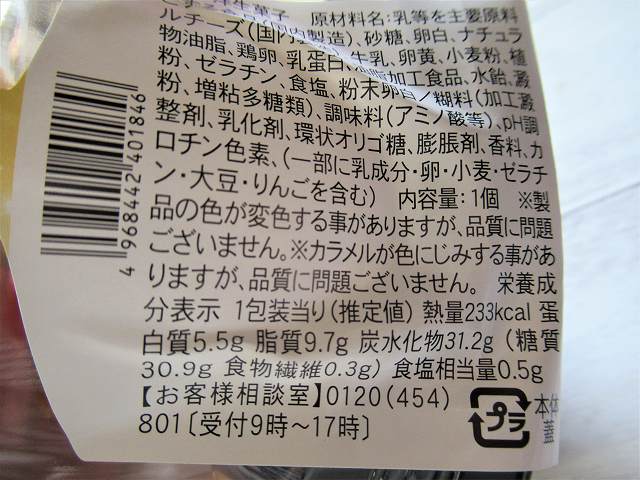 洋生菓子 原材料名:乳等を主要原料
ルチーズ(国内製造)、砂糖、卵白、ナチュラ
物油脂、鶏卵、乳蛋白、 牛乳、卵黄、小麦粉、植
粉、ゼラチン、食塩、粉末卵白 加工食品、水飴、澱
粉、増粘多糖類)、調味料(アミノ酸等)、pH調
整剤、乳化剤、環状オリゴ糖、膨脹剤、香料、カ
ロチン色素、(一部に乳成分・卵・小麦・ゼラチ
ン・大豆・りんごを含む) 内容量:1個 ※製
品の色が変色する事がありますが、品質に問題
ございません。※カラメルが色にじみする事があ
りますが、品質に問題ございません。 栄養成
分表示 1包装当り(推定値) 熱量233kcal 蛋
白質5.5g 脂質9.7g 炭水化物31.2g (糖質
30.9g 食物繊維0.3g) 食塩相当量0.5g
【お客様相談室】0120(454)
801〔受付9時～17時〕
プラ
本体
蓋
4 968442 401846